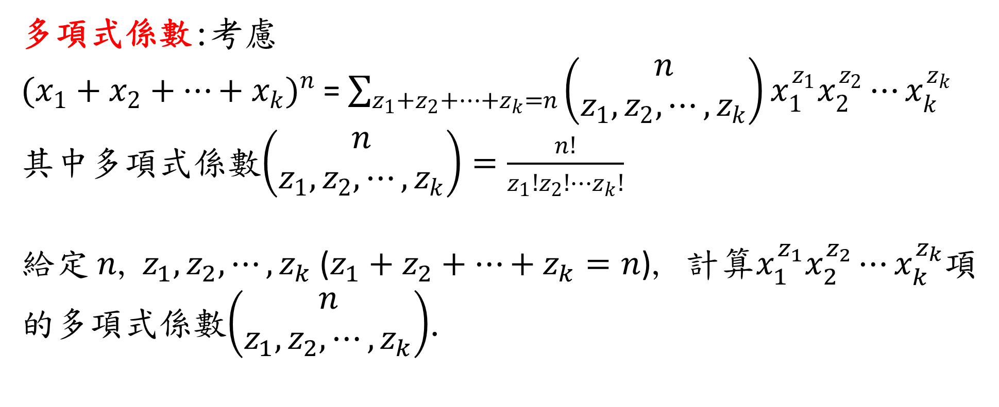 多項式係數:考慮
$(x_1 + x_2 + \cdots + x_k)^n = \sum_{z_1+z_2+\cdots+z_k=n} \binom{n}{z_1, z_2, \cdots, z_k} x_1^{z_1} x_2^{z_2} \cdots x_k^{z_k}$
其中多項式係數$\binom{n}{z_1, z_2, \cdots, z_k} = \frac{n!}{z_1! z_2! \cdots z_k!}$
給定 $n, z_1, z_2, \cdots, z_k$ $(z_1 + z_2 + \cdots + z_k = n)$, 計算$x_1^{z_1} x_2^{z_2} \cdots x_k^{z_k}$項
的多項式係數$\binom{n}{z_1, z_2, \cdots, z_k}$.